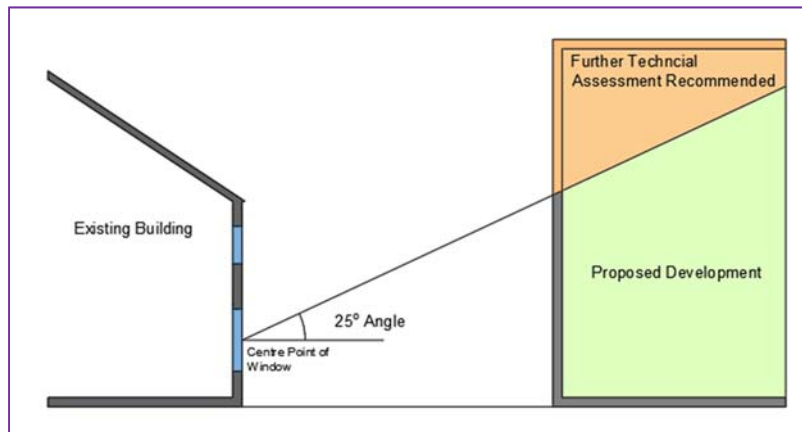 Further Techncial
Assessment Recommended
Existing Building
Proposed Development
25° Angle
Centre Point of
Window